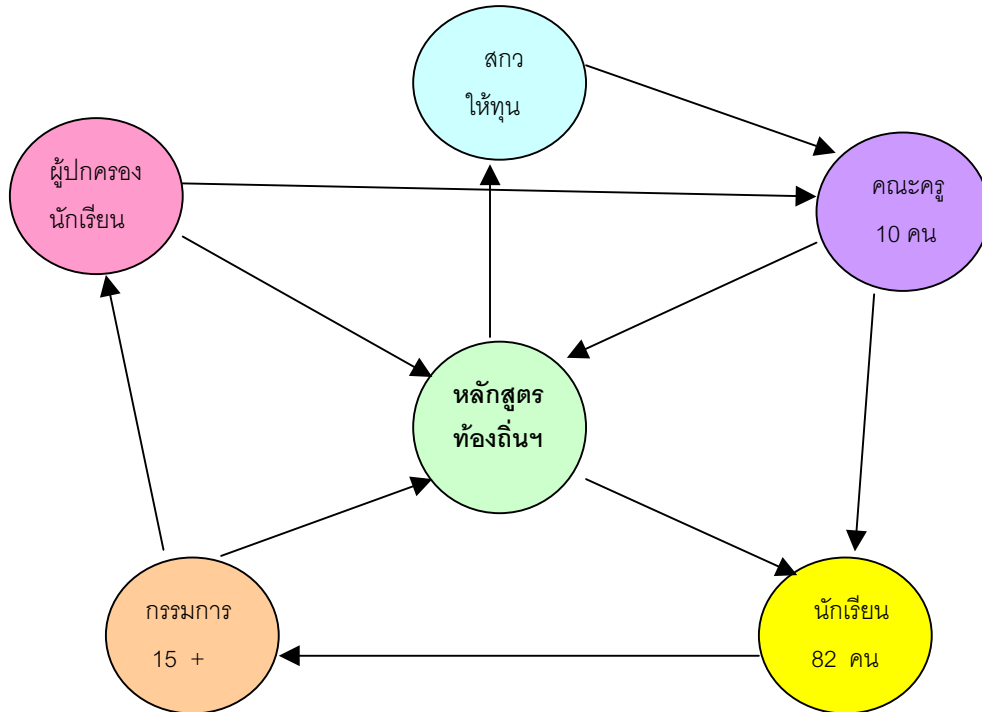 สกว
ให้ทุน
ผู้ปกครอง
นักเรียน
คณะครู
10 คน
หลักสูตร
ท้องถิ่นฯ
กรรมการ
15 +
นักเรียน
82 คน